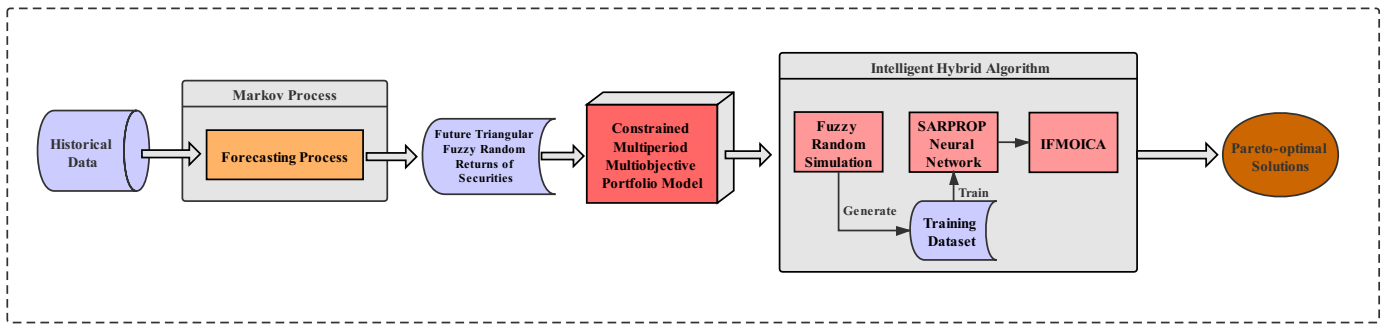 Historical
Data
Markov Process
Forecasting Process
Future Triangular
Fuzzy Random
Returns of
Securities
Constrained
Multiperiod
Multiobjective
Portfolio Model
Intelligent Hybrid Algorithm
Fuzzy
Random
Simulation
SARPROP
Neural
Network
IFMOICA
Generate
Train
Training
Dataset
Pareto-optimal
Solutions